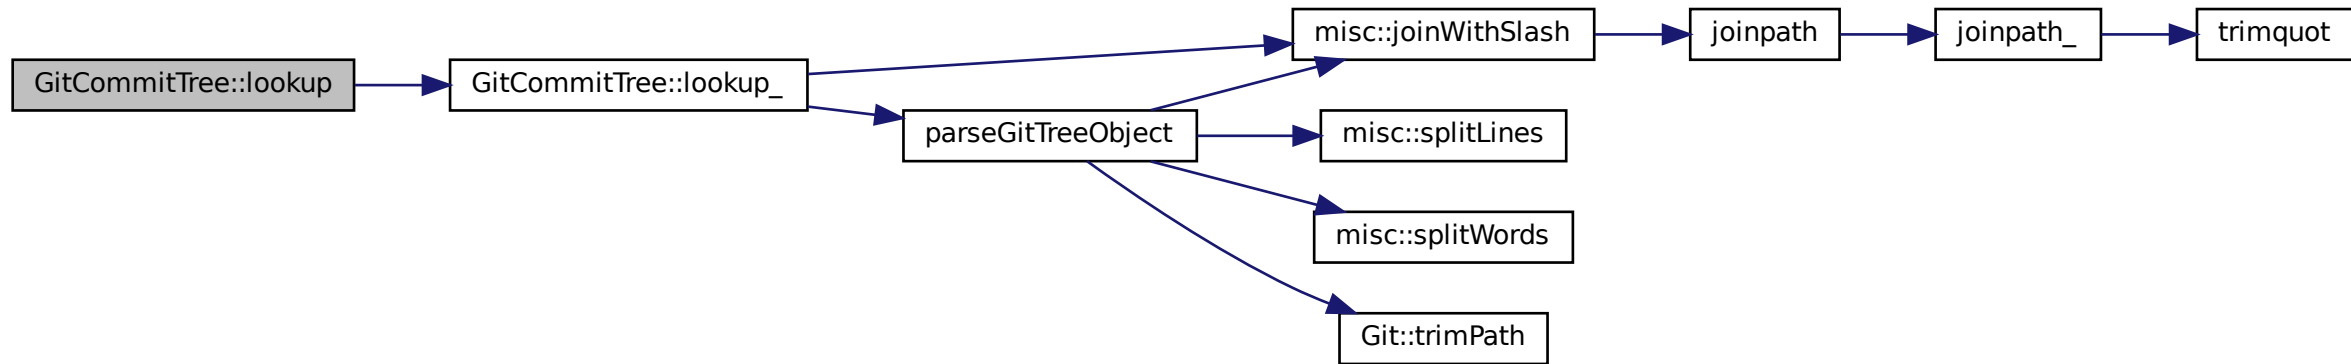 GitCommitTree::lookup
GitCommitTree::lookup_
misc::joinWithSlash
joinpath
joinpath_
trimquot
parseGitTreeObject
misc::splitLines
misc::splitWords
Git::trimPath